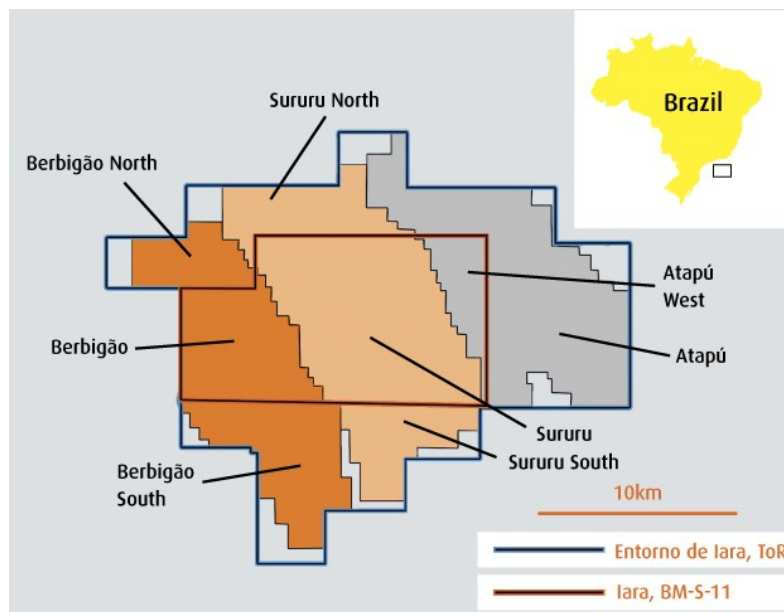 Brazil
Sururu North
Berbigão North
Atapú
West
Berbigão
Atapú
Sururu
Sururu South
Berbigão
South
10km
Entorno de Iara, ToR
Iara, BM-S-11